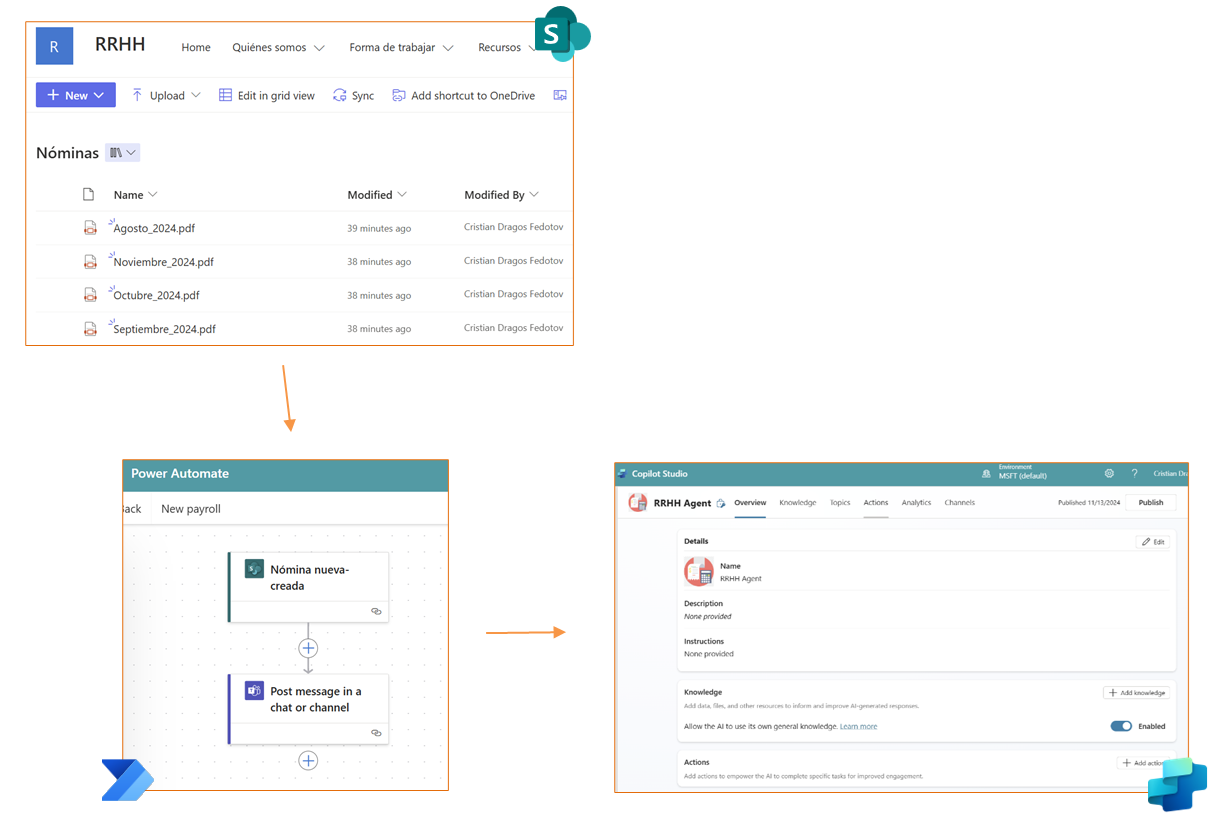 S
R
RRHH
Home Quiénes somos Forma de trabajar Recursos
New Upload Edit in grid view Sync Add shortcut to OneDrive
Nóminas
Name Modified Modified By
Agosto_2024.pdf 39 minutes ago Cristian Dragos Fedotov
Noviembre_2024.pdf 38 minutes ago Cristian Dragos Fedotov
Octubre_2024.pdf 38 minutes ago Cristian Dragos Fedotov
Septiembre_2024.pdf 38 minutes ago Cristian Dragos Fedotov
Power Automate
ack New payroll
Nómina nueva-
creada
Post message in a
chat or channel
Copilot Studio
Environment
MSFT (default)
? Cristian Dra
RRHH Agent Overview Knowledge Topics Actions Analytics Channels Published 11/13/2024 Publish
Details
Edit
Name
RRHH Agent
Description
None provided
Instructions
None provided
Knowledge
Add knowledge
Add data, files, and other resources to inform and improve AI-generated responses.
Allow the AI to use its own general knowledge. Learn more
Enabled
Actions
Add action
Add actions to empower the AI to complete specific tasks for improved engagement.